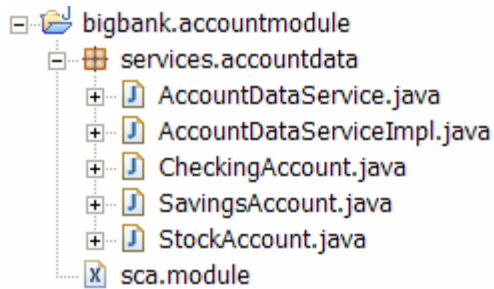 bigbank.accountmodule
services.accountdata
AccountDataService.java
AccountDataServiceImpl.java
CheckingAccount.java
SavingsAccount.java
StockAccount.java
sca.module